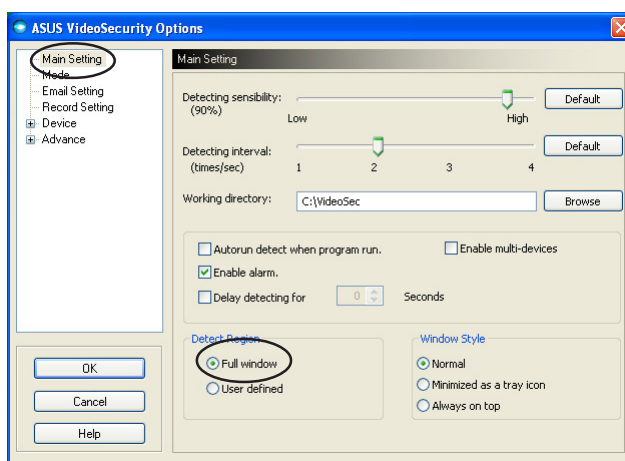 ASUS VideoSecurity Options
Main Setting
Mode
Email Setting
Record Setting
Device
Advance
OK
Cancel
Help
Main Setting
Detecting sensibility:
(90%)
Low High
Default
Detecting interval:
(times/sec)
1 2 3 4
Default
Working directory:
C:\VideoSec
Browse
Autorun detect when program run.
Enable multi-devices
Enable alarm.
Delay detecting for 0 Seconds
Detect Region
Full window
User defined
Window Style
Normal
Minimized as a tray icon
Always on top